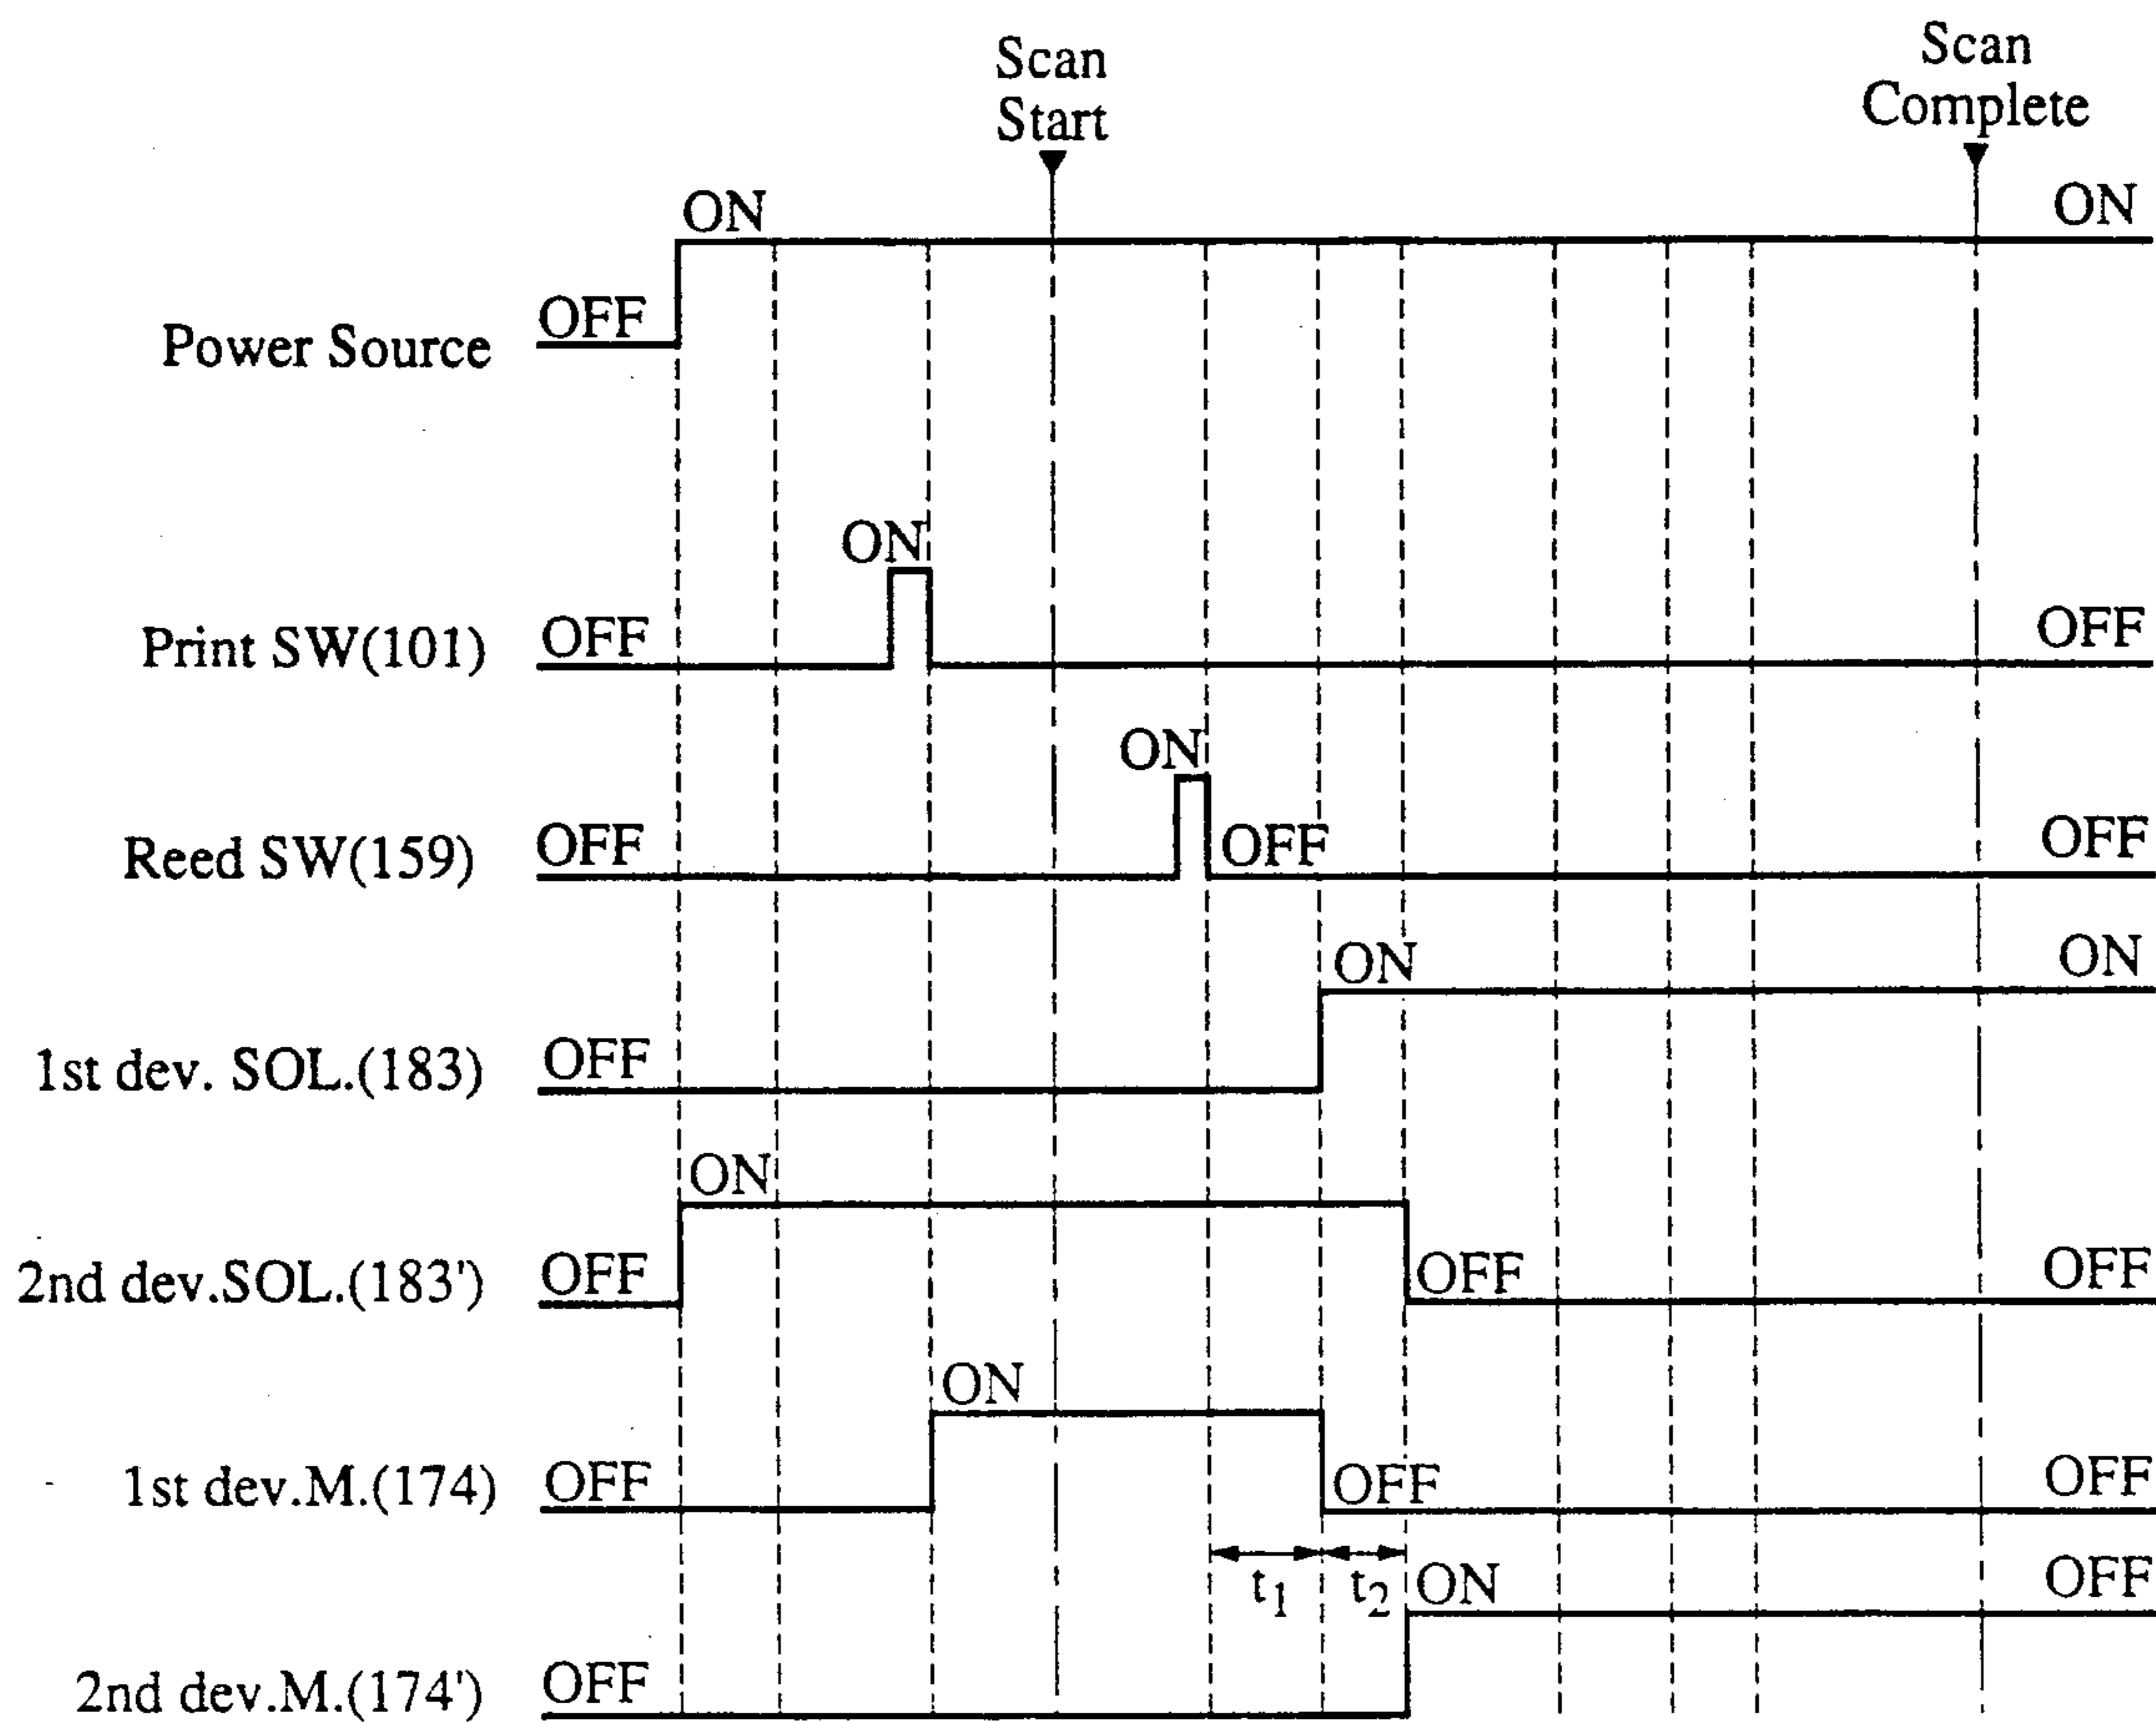 Scan
Start
Scan
Complete
ON
ON
OFF
Power Source
ON
Print SW(101)
OFF
OFF
ON
Reed SW(159)
OFF
OFF
OFF
ON
ON
1st dev. SOL.(183)
OFF
ON
2nd dev.SOL.(183')
OFF
OFF
OFF
ON
1st dev.M.(174)
OFF
OFF
OFF
t1
t2
ON
OFF
2nd dev.M.(174')
OFF